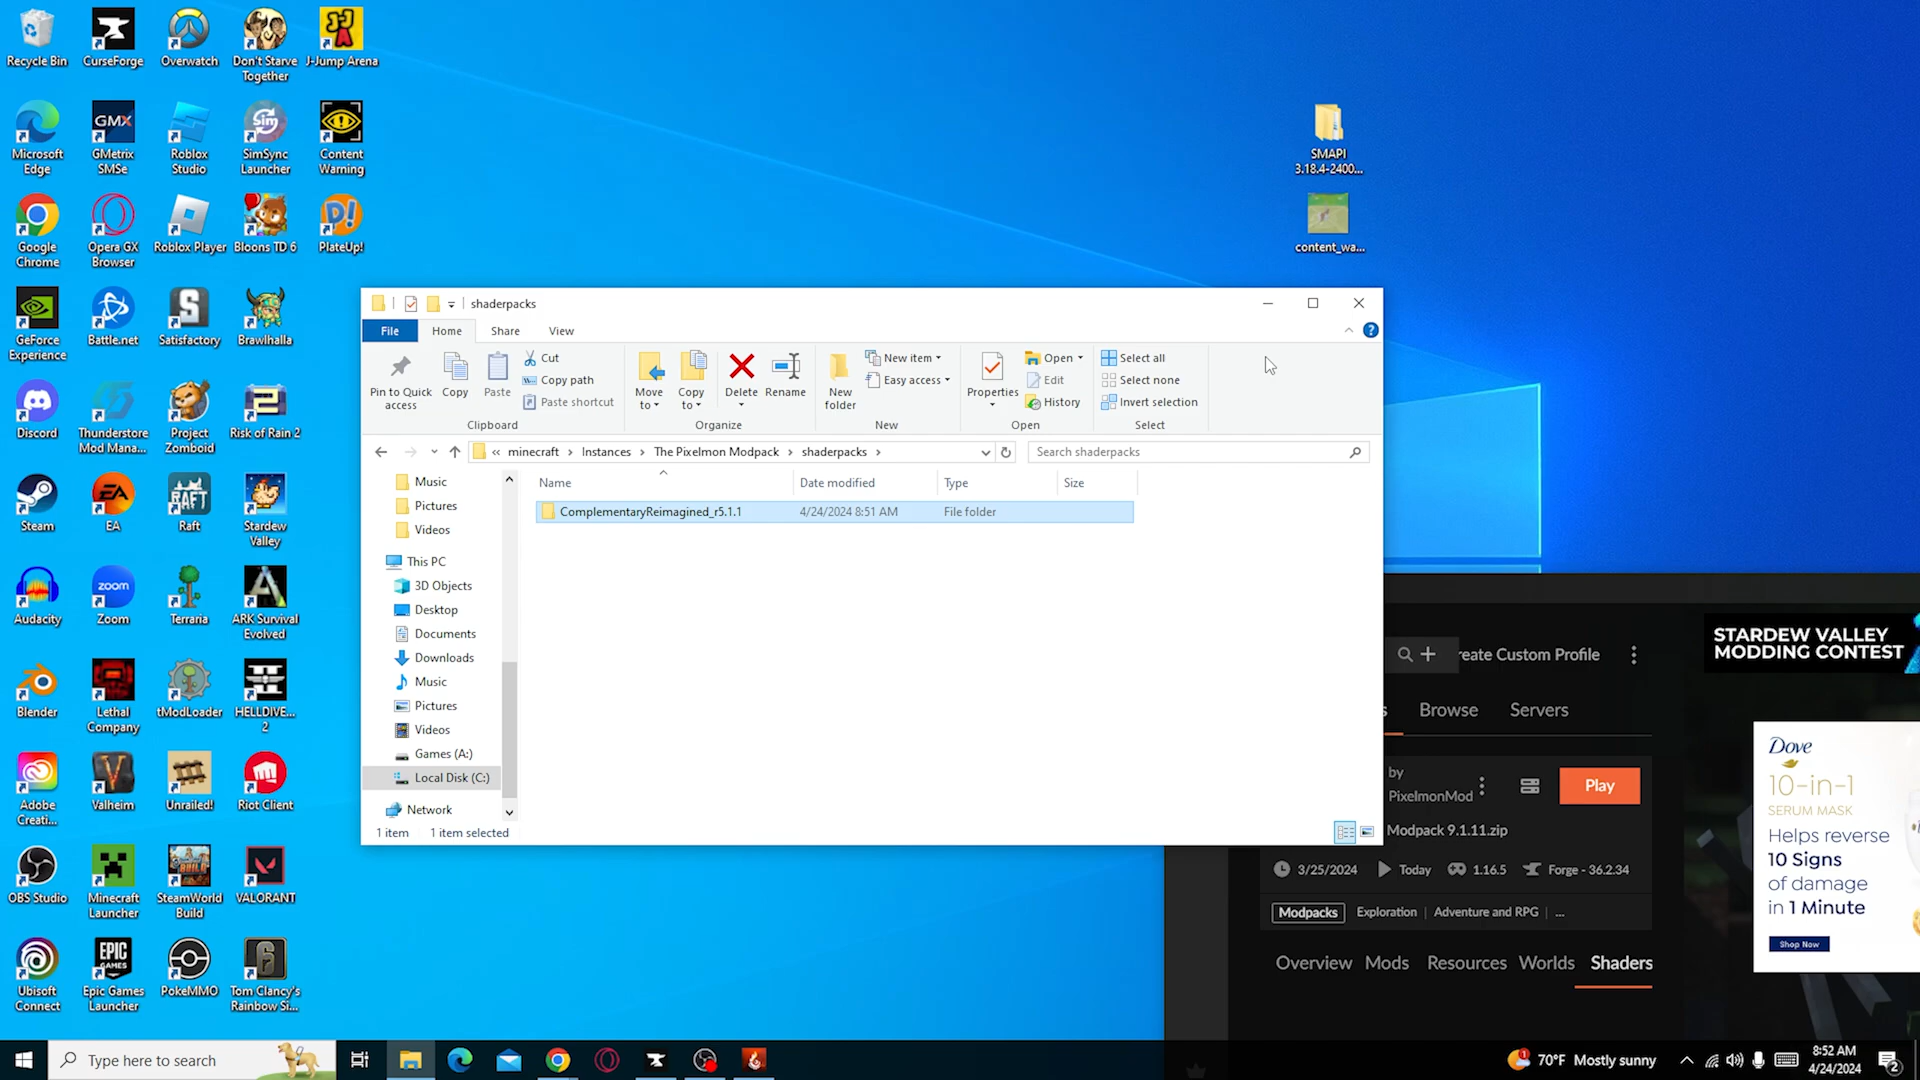 Recycle Bin
CurseForge
Overwatch
Don't Starve
Together
J-Jump Arena
Microsoft
Edge
GMX
GMetrix
SMSe
Roblox
Studio
Sim
SimSync
Launcher
Content
Warning
Google
Chrome
Opera GX
Browser
Roblox Player
Bloons TD 6
PlateUp!
GeForce
Experience
Battle.net
Satisfactory
Brawlhalla
Discord
Thunderstore
Mod Mana...
Project
Zomboid
Risk of Rain 2
Steam
EA
RAFT
Raft
Stardew
Valley
Audacity
zoom
Zoom
Terraria
ARK Survival
Evolved
Blender
Lethal
Company
tModLoader
HELLDIVE...
2
Adobe
Creati...
Valheim
Unrailed!
Riot Client
OBS Studio
Minecraft
Launcher
SteamWorld
Build
VALORANT
Ubisoft
Connect
EPIC
GAMES
Epic Games
Launcher
PokeMMO
Tom Clancy's
Rainbow Si...
SMAPI
3.18.4-2400...
content_wa...
shaderpacks
File
Home
Share
View
Pin to Quick
access
Copy
Paste
Cut
Copy path
Paste shortcut
Clipboard
Move
to
Copy
to
Delete
Rename
Organize
New
folder
New item
Easy access
New
Properties
Open
Edit
History
Open
Select all
Select none
Invert selection
Select
« minecraft > Instances > The Pixelmon Modpack > shaderpacks >
Search shaderpacks
Name
Date modified
Type
Size
ComplementaryReimagined_r5.1.1
4/24/2024 8:51 AM
File folder
Music
Pictures
Videos
This PC
3D Objects
Desktop
Documents
Downloads
Music
Pictures
Videos
Games (A:)
Local Disk (C:)
Network
1 item
1 item selected
reate Custom Profile
s
Browse
Servers
by
PixelmonMod
Play
Modpack 9.1.11.zip
3/25/2024
Today
1.16.5
Forge - 36.2.34
Modpacks
Exploration
Adventure and RPG
...
Overview
Mods
Resources
Worlds
Shaders
STARDEW VALLEY
MODDING CONTEST
Dove
10-in-1
SERUM MASK
Helps reverse
10 Signs
of damage
in 1 Minute
Shop Now
Type here to search
1
70°F Mostly sunny
8:52 AM
4/24/2024
2